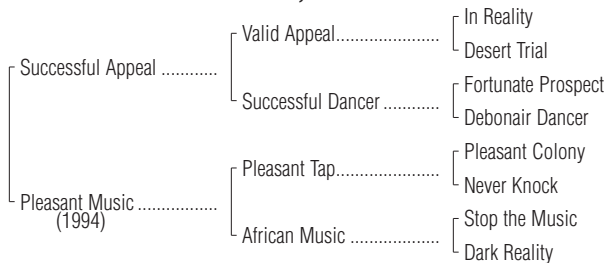 In Reality
Valid Appeal....................
Desert Trial
Successful Appeal ............
Fortunate Prospect
Successful Dancer ............
Debonair Dancer
Pleasant Colony
Pleasant Tap....................
Never Knock
Pleasant Music .................
(1994)
Stop the Music
African Music ..................
Dark Reality